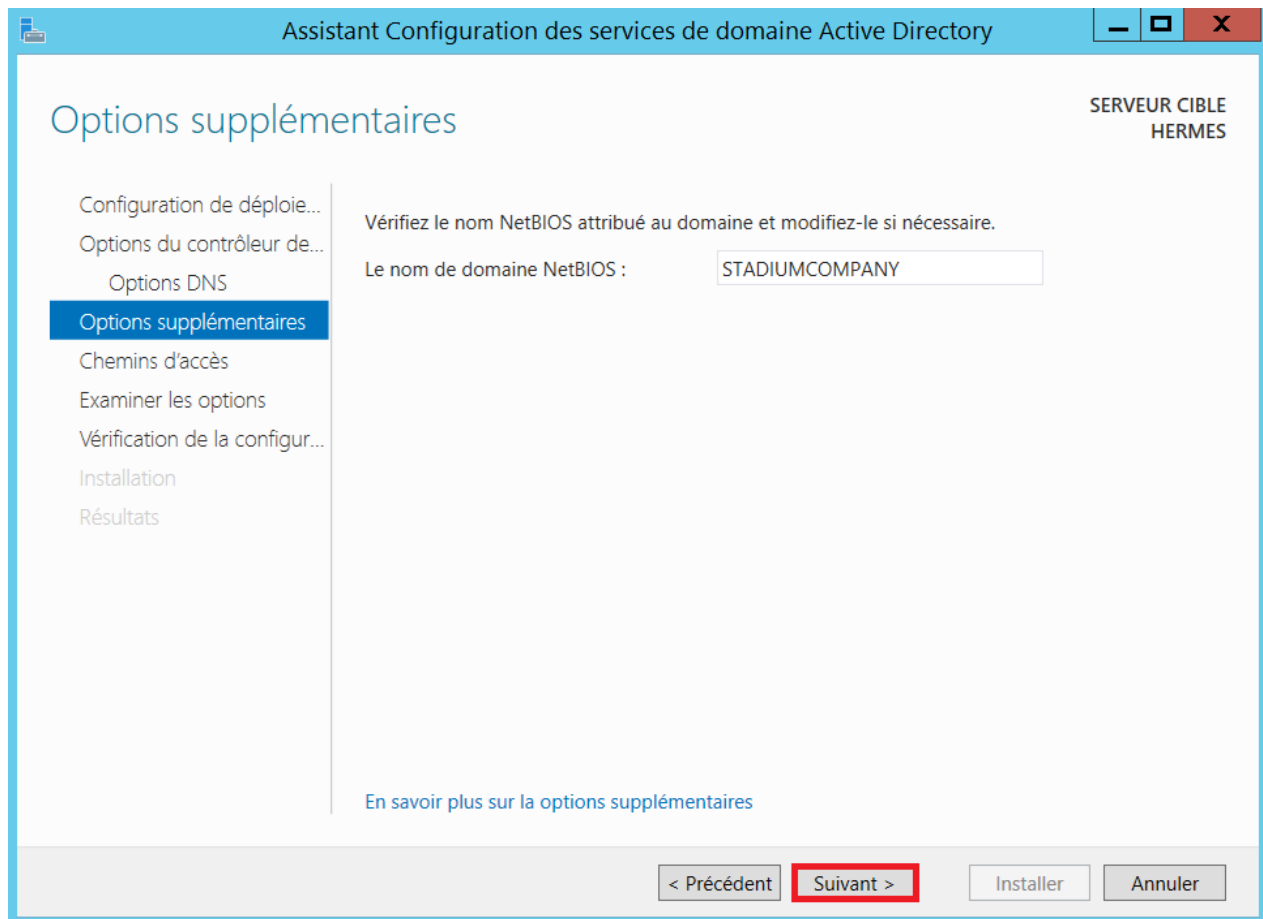 Assistant Configuration des services de domaine Active Directory
X
Options supplémentaires
SERVEUR CIBLE
HERMES
Configuration de déploie...
Options du contrôleur de...
Options DNS
Options supplémentaires
Chemins d'accès
Examiner les options
Vérification de la configur...
Installation
Résultats
Vérifiez le nom NetBIOS attribué au domaine et modifiez-le si nécessaire.
Le nom de domaine NetBIOS : STADIUMCOMPANY
En savoir plus sur la options supplémentaires
< Précédent Suivant > Installer Annuler